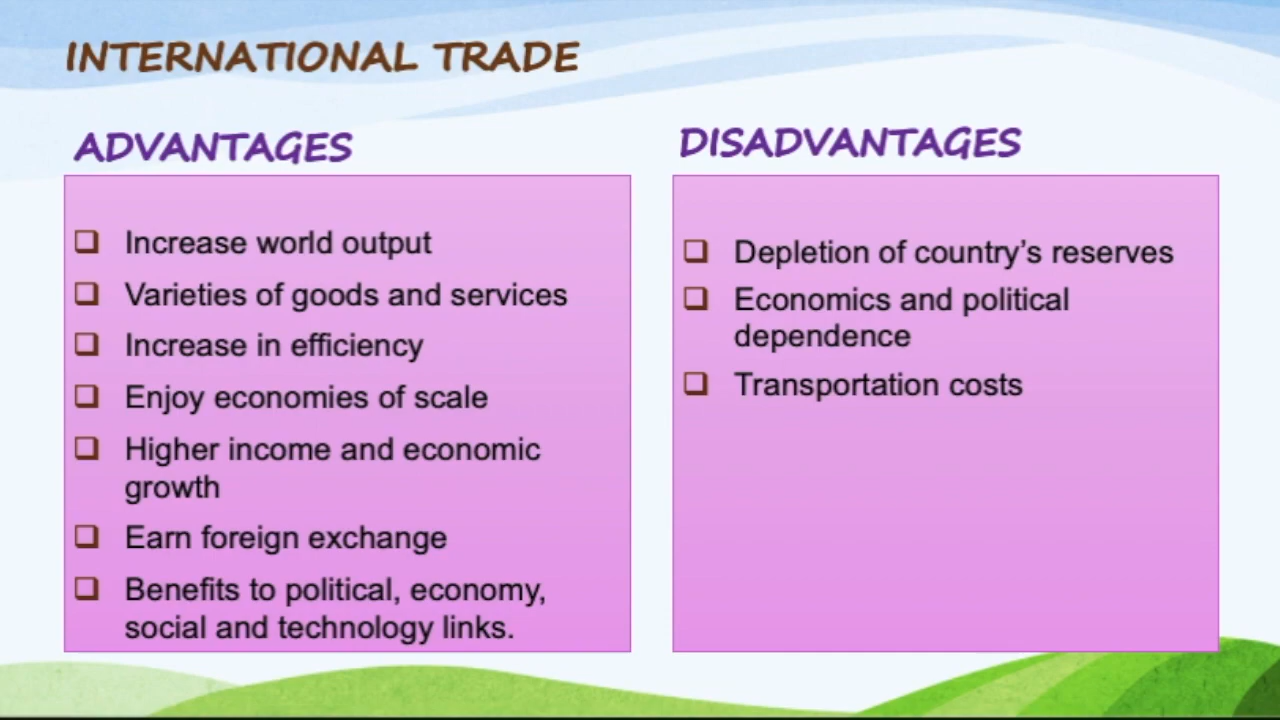 INTERNATIONAL TRADE
ADVANTAGES
Increase world output
Varieties of goods and services
Increase in efficiency
Enjoy economies of scale
Higher income and economic
growth
Earn foreign exchange
Benefits to political, economy,
social and technology links.
DISADVANTAGES
Depletion of country’s reserves
Economics and political
dependence
Transportation costs